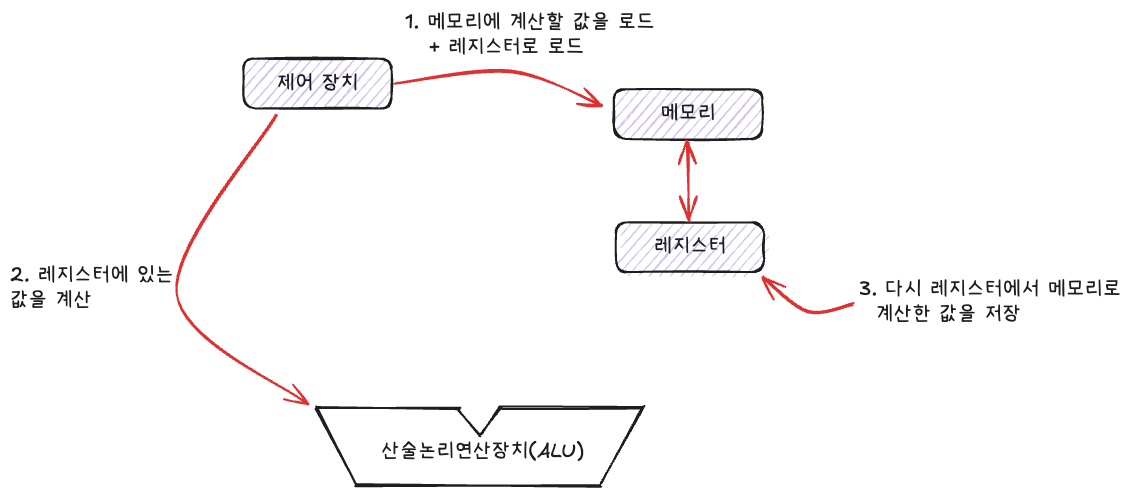 1. 메모리에 계산할 값을 로드
+ 레지스터로 로드
제어 장치
메모리
레지스터
2. 레지스터에 있는
값을 계산
3. 다시 레지스터에서 메모리로
계산한 값을 저장
산술논리연산장치(ALU)